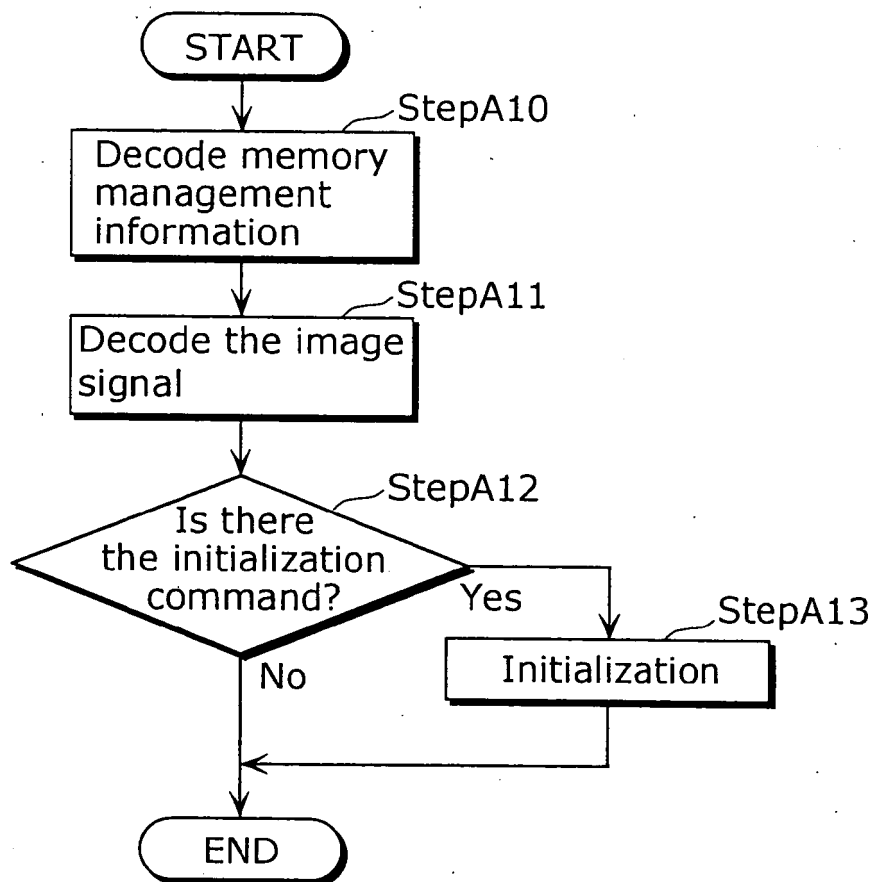 START
StepA10
Decode memory
management
information
StepA11
Decode the image
signal
StepA12
Is there
the initialization
command?
Yes
StepA13
Initialization
No
END